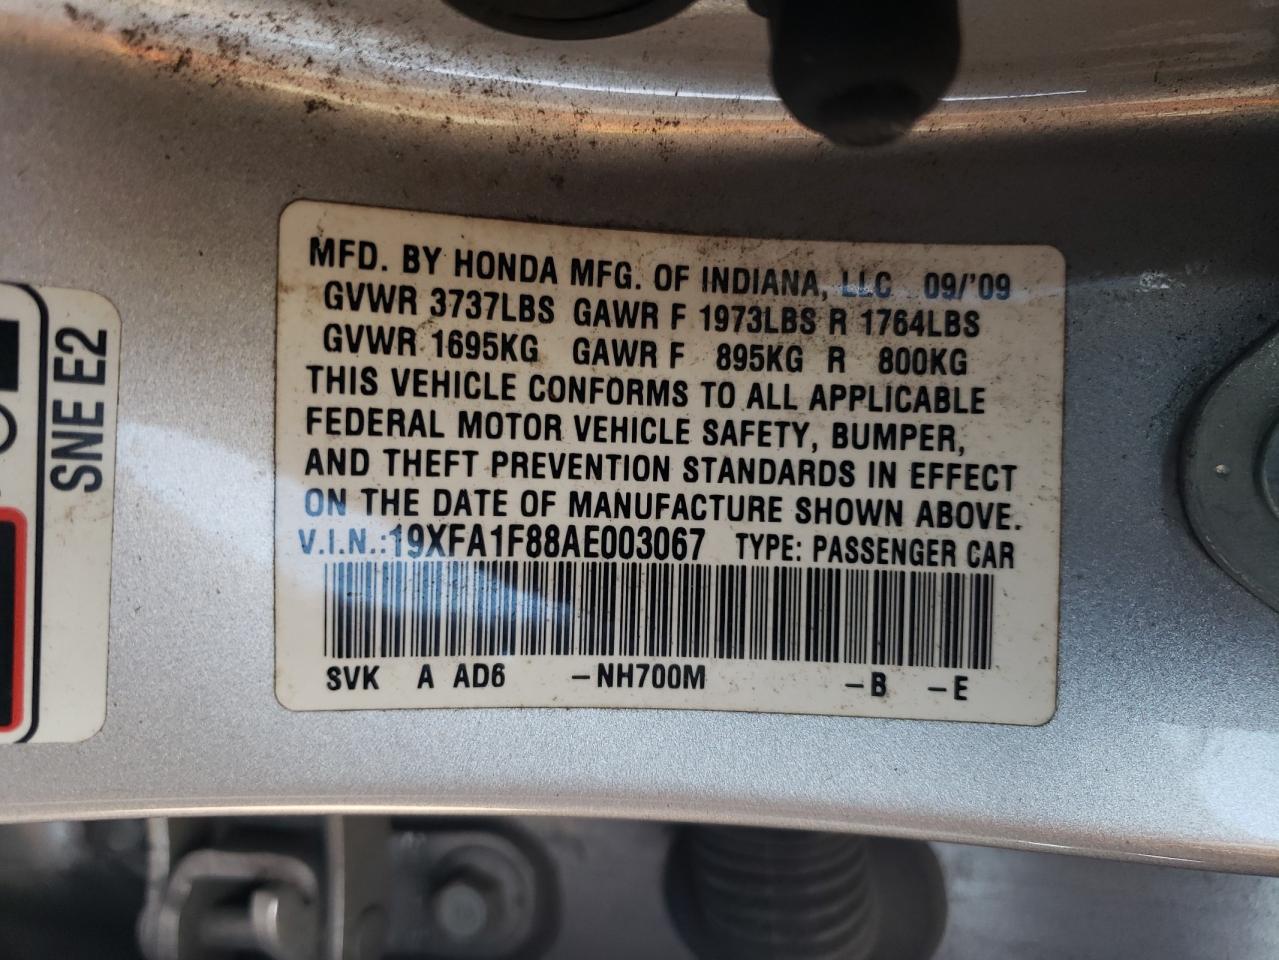 MFD. BY HONDA MFG. OF INDIANA, LLC 09/'09
GVWR 3737LBS GAWR F 1973LBS R 1764LBS
GVWR 1695KG GAWR F 895KG R 800KG
THIS VEHICLE CONFORMS TO ALL APPLICABLE
FEDERAL MOTOR VEHICLE SAFETY, BUMPER,
AND THEFT PREVENTION STANDARDS IN EFFECT
ON THE DATE OF MANUFACTURE SHOWN ABOVE.
V.I.N.:19XFA1F88AE003067 TYPE: PASSENGER CAR
SVK A AD6 -NH700M -B -E
SNE E2